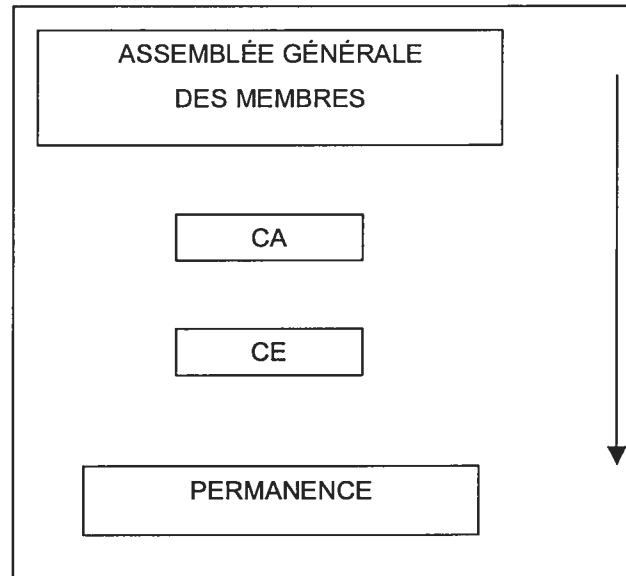 ASSEMBLÉE GÉNÉRALE
DES MEMBRES
CA
CE
PERMANENCE